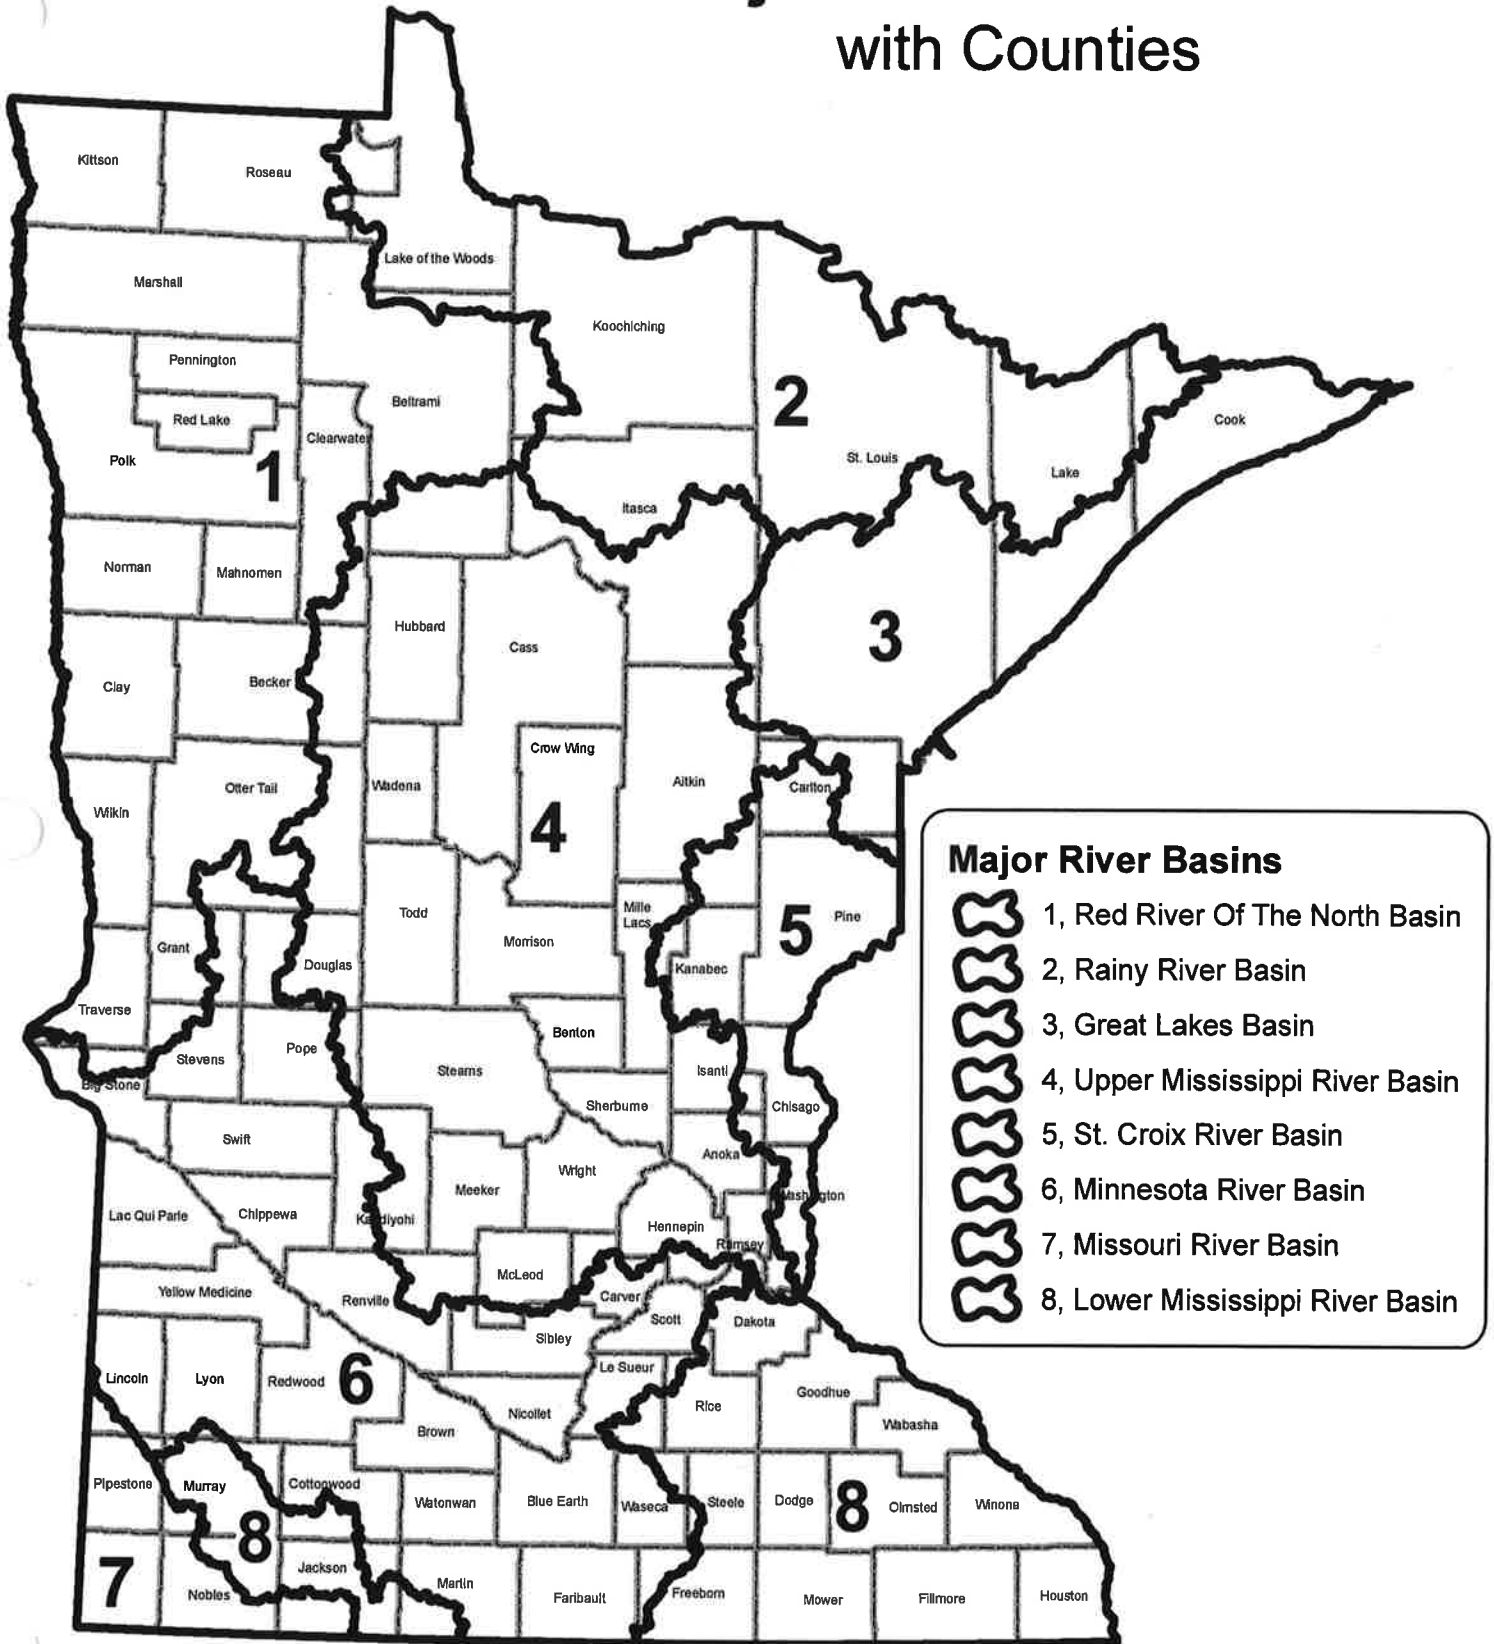 with Counties
Kittson
Roseau
Lake of the Woods
Marshall
Koochiching
Pennington
Beltrami
2
Red Lake
Cook
Clearwater
St. Louis
Polk
1
Lake
Itasca
Norman
Mahnomen
Hubbard
Cass
3
Clay
Becker
Crow Wing
Otter Tail
Wadena
Aitkin
Carlton
Wilkin
4
Todd
Mille
Lacs
5
Pine
Morrison
Grant
Douglas
Kanabec
Traverse
Benton
Stevens
Pope
Stearns
Isanti
Big Stone
Sherburne
Chisago
Swift
Anoka
Wright
Meeker
Washington
Lac Qui Parle
Chippewa
Kandiyohi
Hennepin
Ramsey
McLeod
Yellow Medicine
Renville
Carver
Scott
Dakota
Sibley
Le Sueur
Lincoln
Lyon
Redwood
6
Goodhue
Rice
Nicollet
Brown
Wabasha
Pipestone
Murray
Cottonwood
Watonwan
Blue Earth
Waseca
Steele
Dodge
8
Olmsted
Winona
8
7
Nobles
Jackson
Martin
Faribault
Freeborn
Mower
Fillmore
Houston
Major River Basins
1, Red River Of The North Basin
2, Rainy River Basin
3, Great Lakes Basin
4, Upper Mississippi River Basin
5, St. Croix River Basin
6, Minnesota River Basin
7, Missouri River Basin
8, Lower Mississippi River Basin